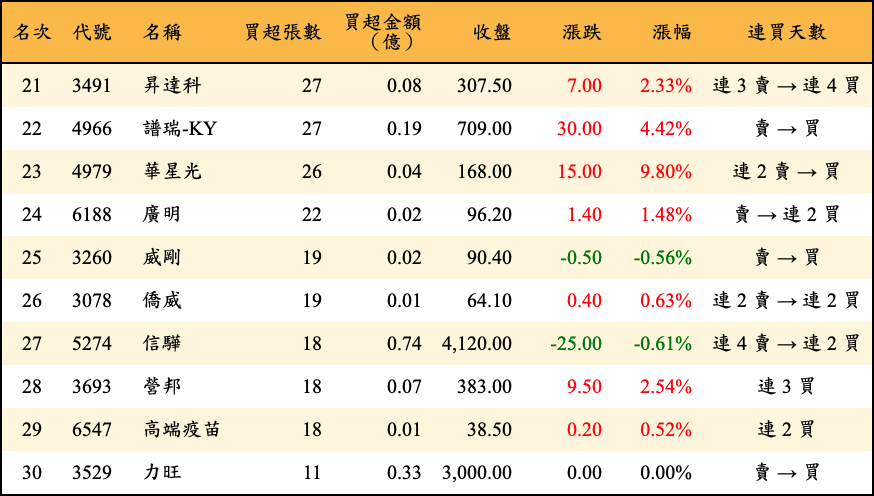 名次 代號 名稱 買超張數 買超金額（億） 收盤 漲跌 漲幅 連買天數
21 3491 昇達科 27 0.08 307.50 7.00 2.33% 連 3 賣 → 連 4 買
22 4966 譜瑞-KY 27 0.19 709.00 30.00 4.42% 賣 → 買
23 4979 華星光 26 0.04 168.00 15.00 9.80% 連 2 賣 → 買
24 6188 廣明 22 0.02 96.20 1.40 1.48% 賣 → 連 2 買
25 3260 威剛 19 0.02 90.40 -0.50 -0.56% 賣 → 買
26 3078 僑威 19 0.01 64.10 0.40 0.63% 連 2 賣 → 連 2 買
27 5274 信驊 18 0.74 4,120.00 -25.00 -0.61% 連 4 賣 → 連 2 買
28 3693 營邦 18 0.07 383.00 9.50 2.54% 連 3 買
29 6547 高端疫苗 18 0.01 38.50 0.20 0.52% 連 2 買
30 3529 力旺 11 0.33 3,000.00 0.00 0.00% 賣 → 買